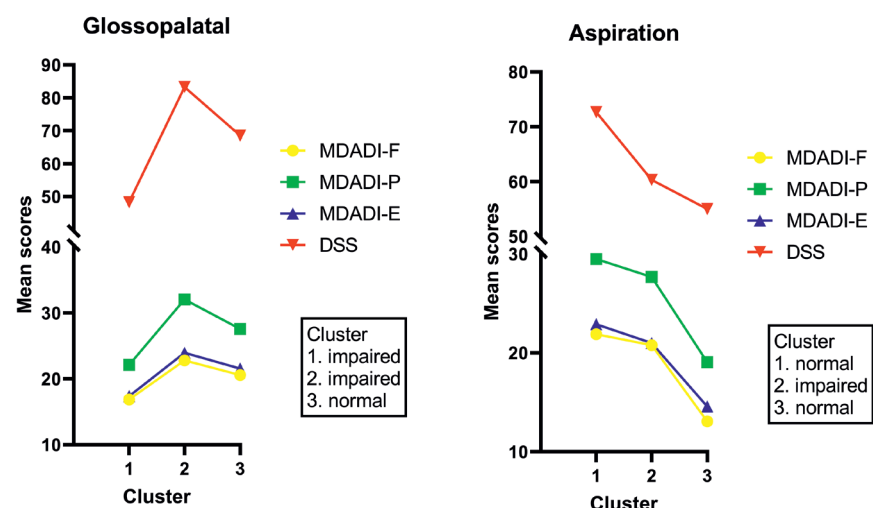 Glossopalatal
90
80
70
60
50
40
30
20
10
Mean scores
1 2 3
Cluster
MDADI-F
MDADI-P
MDADI-E
DSS
Cluster
1. impaired
2. impaired
3. normal
Aspiration
80
70
60
50
30
20
10
Mean scores
1 2 3
Cluster
MDADI-F
MDADI-P
MDADI-E
DSS
Cluster
1. normal
2. impaired
3. normal